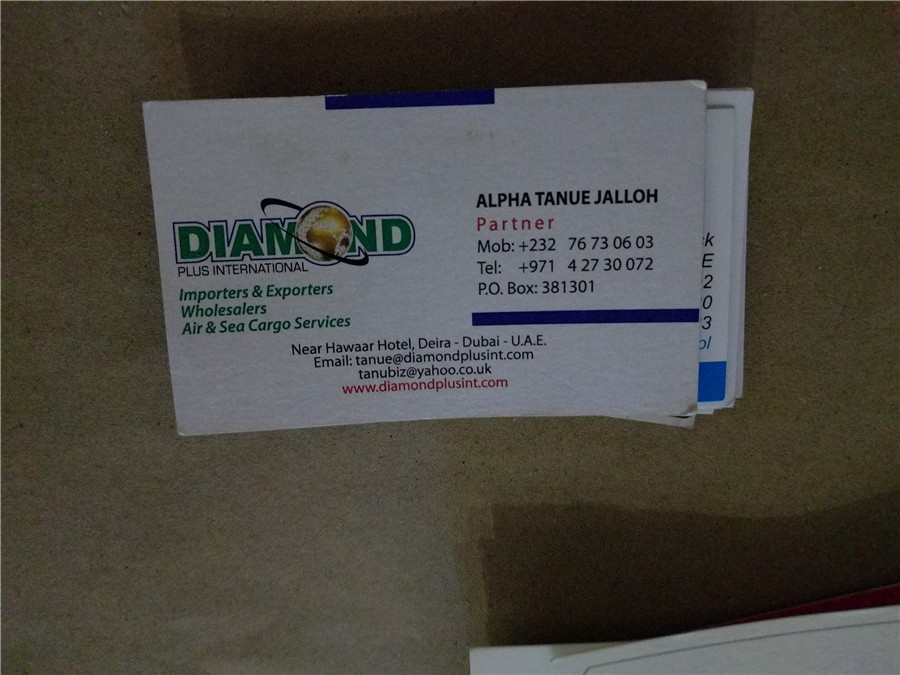 DIAMOND
PLUS INTERNATIONAL
Importers & Exporters
Wholesalers
Air & Sea Cargo Services
ALPHA TANUE JALLOH
Partner
Mob: +232 76 73 06 03
Tel: +971 4 27 30 072
P.O. Box: 381301
Near Hawaar Hotel, Deira - Dubai - U.A.E.
Email: tanue@diamondplusint.com
tanubiz@yahoo.co.uk
www.diamondplusint.com